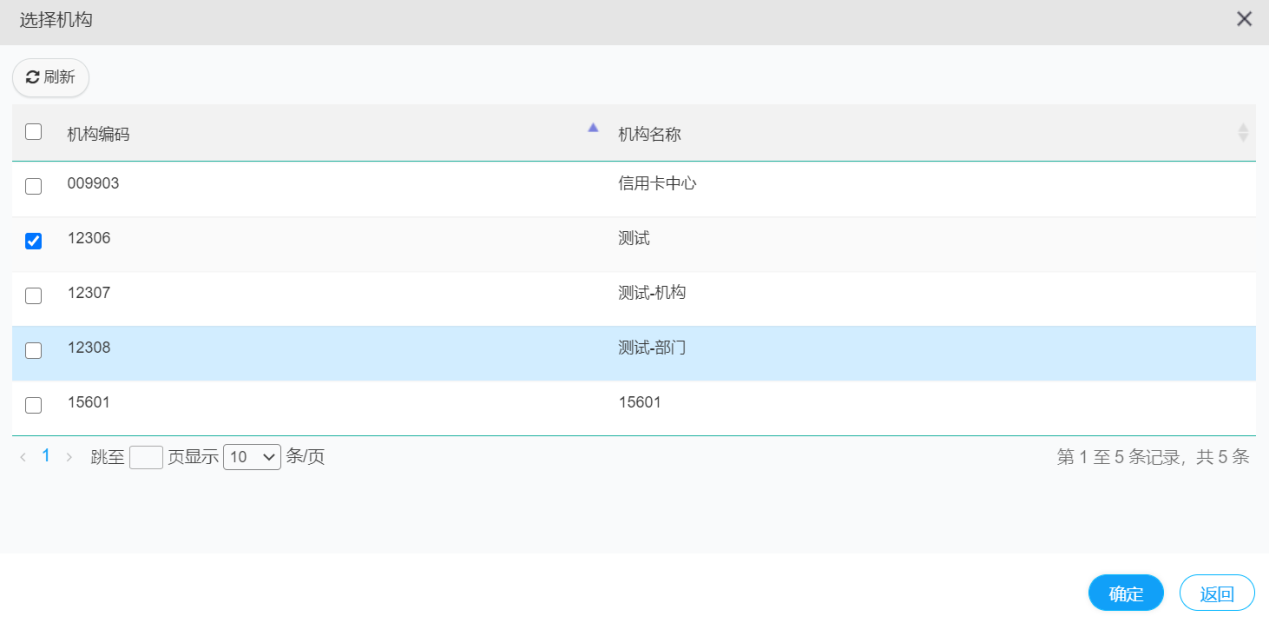 选择机构
刷新
机构编码 机构名称
009903 信用卡中心
12306 测试
12307 测试-机构
12308 测试-部门
15601 15601
1 跳至 页显示 10 条/页 第 1 至 5 条记录，共 5 条
确定 返回